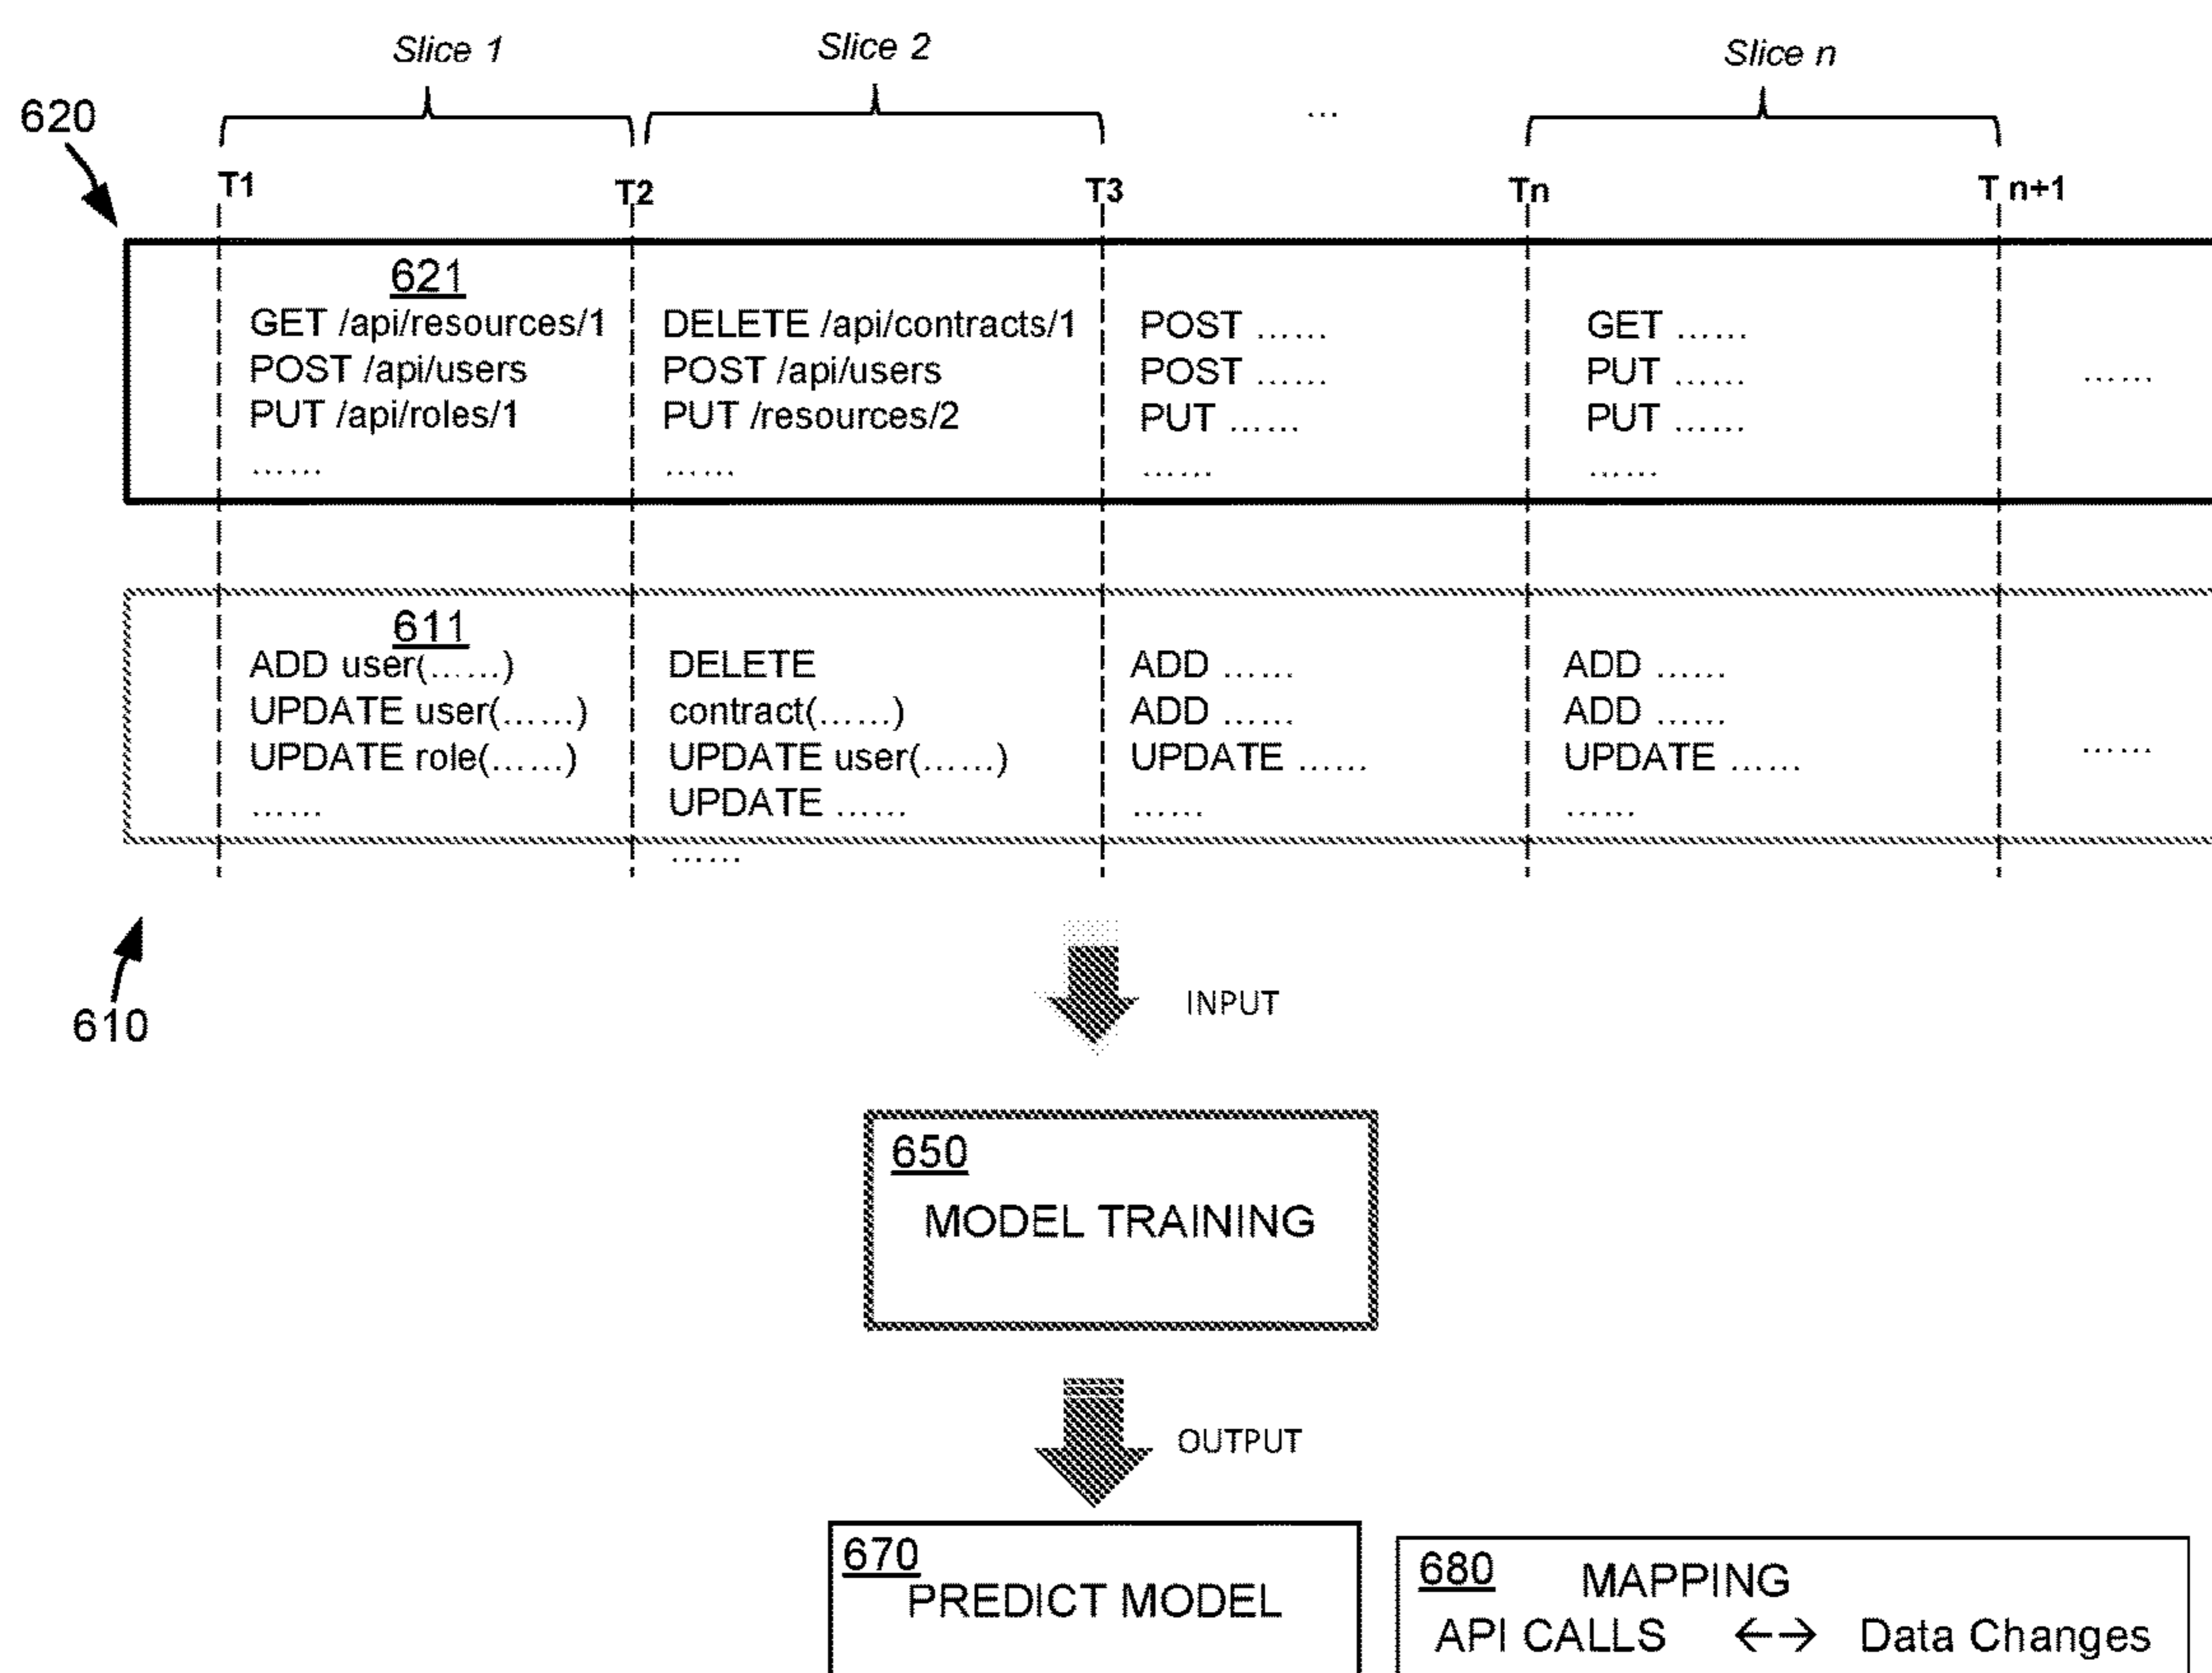 Slice 1
Slice 2
...
Slice n
620
T1
T2
T3
Tn
T n+1
621
GET /api/resources/1
POST /api/users
PUT /api/roles/1
......
DELETE /api/contracts/1
POST /api/users
PUT /resources/2
......
POST ......
POST ......
PUT ......
......
GET ......
PUT ......
PUT ......
......
......
611
ADD user(......)
UPDATE user(......)
UPDATE role(......)
......
DELETE
contract(......)
UPDATE user(......)
UPDATE ......
......
ADD ......
ADD ......
UPDATE ......
......
ADD ......
ADD ......
UPDATE ......
......
......
610
INPUT
650
MODEL TRAINING
OUTPUT
670
PREDICT MODEL
680 MAPPING
API CALLS ←→ Data Changes